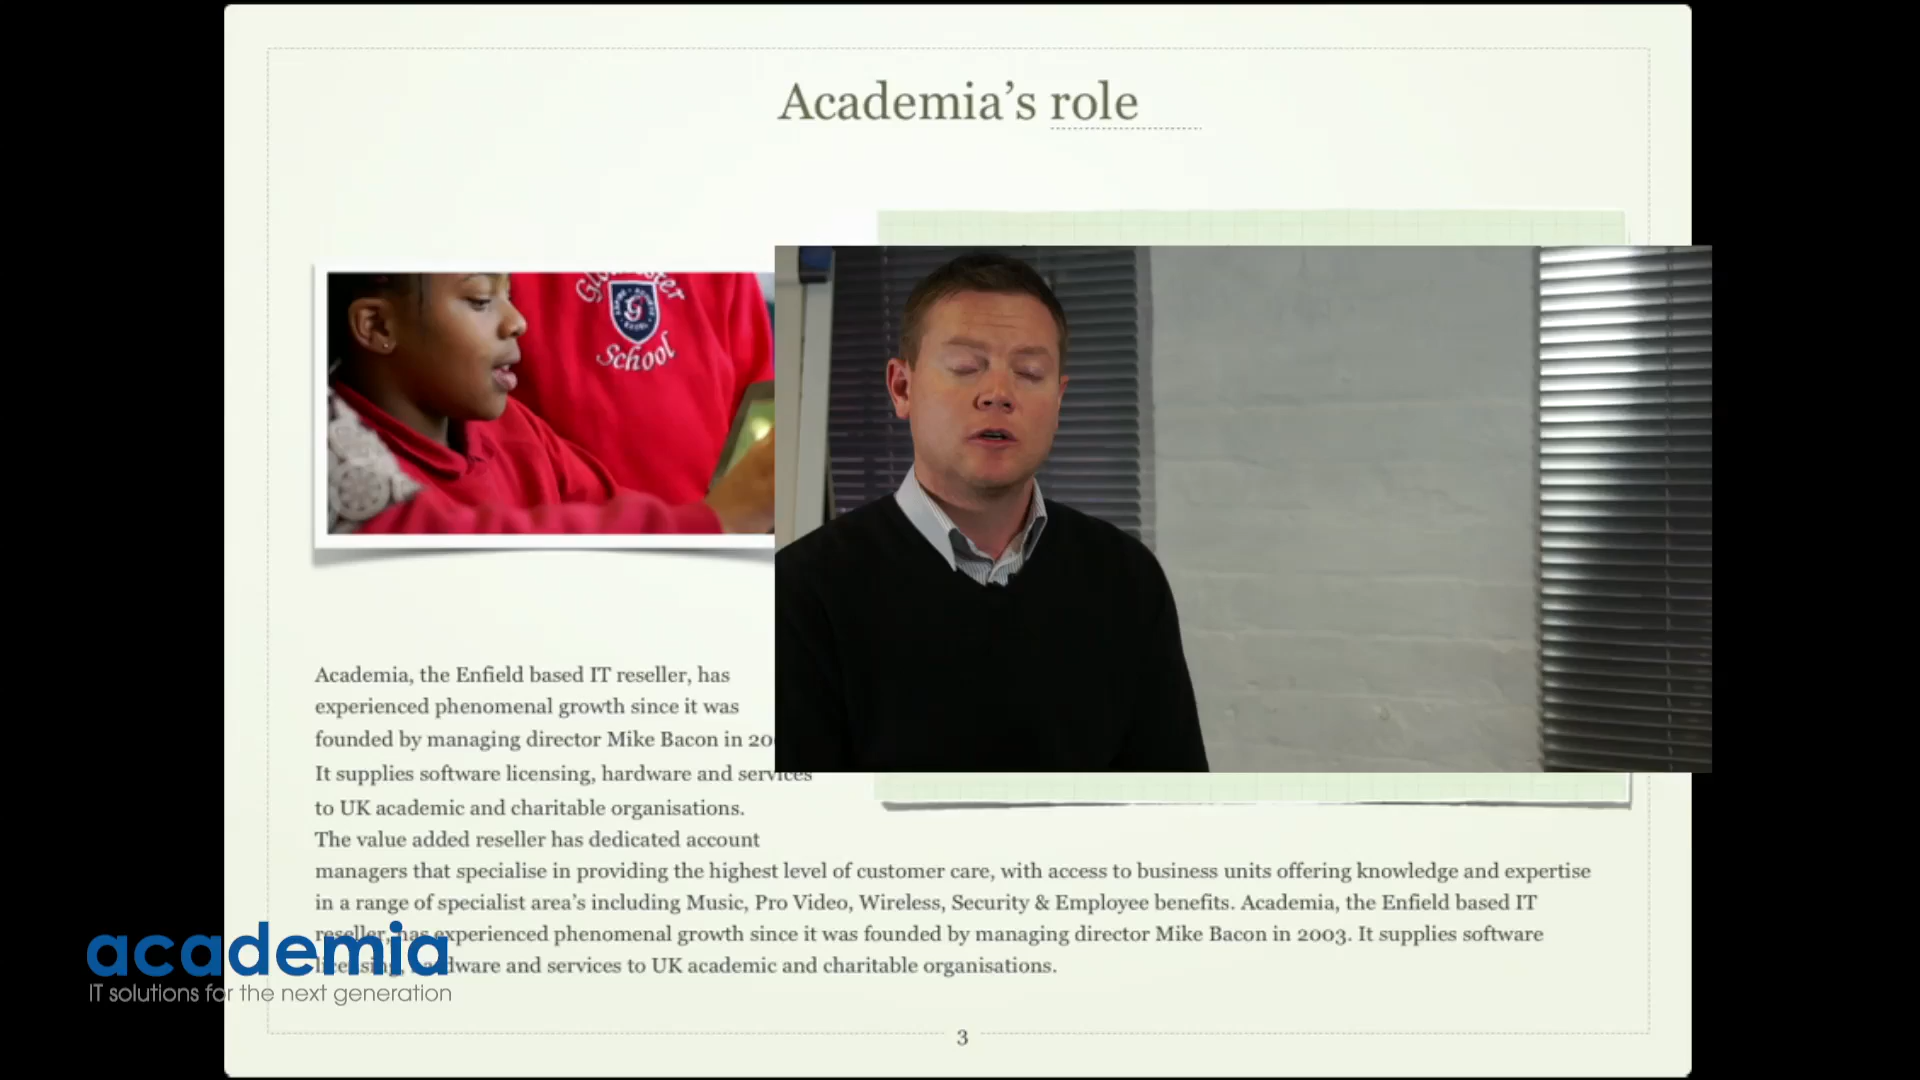 Academia’s role
School
Academia, the Enfield based IT reseller, has
experienced phenomenal growth since it was
founded by managing director Mike Bacon in
It supplies software licensing, hardware and services
to UK academic and charitable organisations.
The value added reseller has dedicated account
managers that specialise in providing the highest level of customer care, with access to business units offering knowledge and expertise
in a range of specialist area’s including Music, Pro Video, Wireless, Security & Employee benefits. Academia, the Enfield based IT
reseller, has experienced phenomenal growth since it was founded by managing director Mike Bacon in 2003. It supplies software
licensing, hardware and services to UK academic and charitable organisations.
academia
IT solutions for the next generation
3